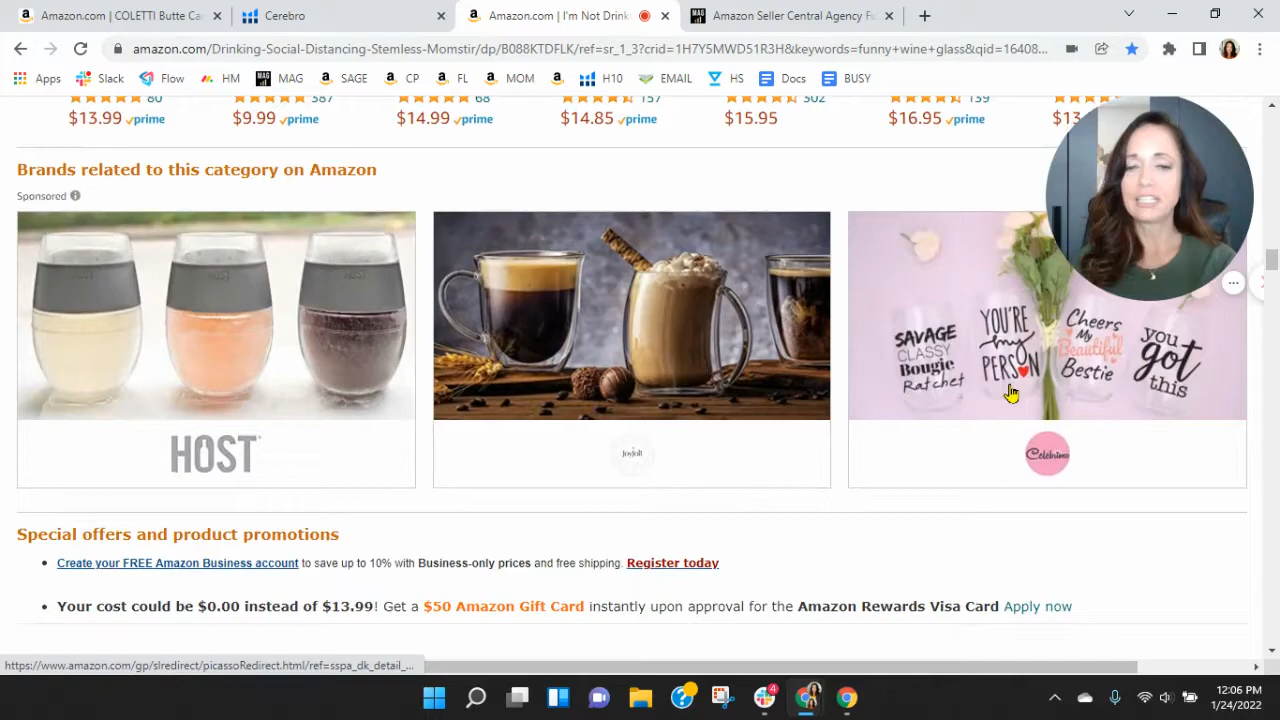 Amazon.com | COLETTI Butte Ca
Cerebro
Amazon.com | I'm Not Drink
Amazon Seller Central Agency Fu
amazon.com/Drinking-Social-Distancing-Stemless-Momstir/dp/B088KTDFLK/ref=sr_1_3?crid=1H7Y5MWD51R3H&keywords=funny+wine+glass&qid=16408...
Apps Slack Flow HM MAG SAGE CP FL MOM H10 EMAIL HS Docs BUSY
80 387 68 157 302 139
$13.99 prime $9.99 prime $14.99 prime $14.85 prime $15.95 $16.95 prime
Brands related to this category on Amazon
Sponsored
HOST HOST
SAVAGE
CLASSY
Bougie
Ratchet
YOU'RE
my
PERSON
Cheers
My
Beautiful
Bestie
you
got
this
HOST
JoyJolt
Celebrimo
Special offers and product promotions
• Create your FREE Amazon Business account to save up to 10% with Business-only prices and free shipping. Register today
• Your cost could be $0.00 instead of $13.99! Get a $50 Amazon Gift Card instantly upon approval for the Amazon Rewards Visa Card Apply now
https://www.amazon.com/gp/slredirect/picassoRedirect.html/ref=sspa_dk_detail_...
4
12:06 PM
1/24/2022